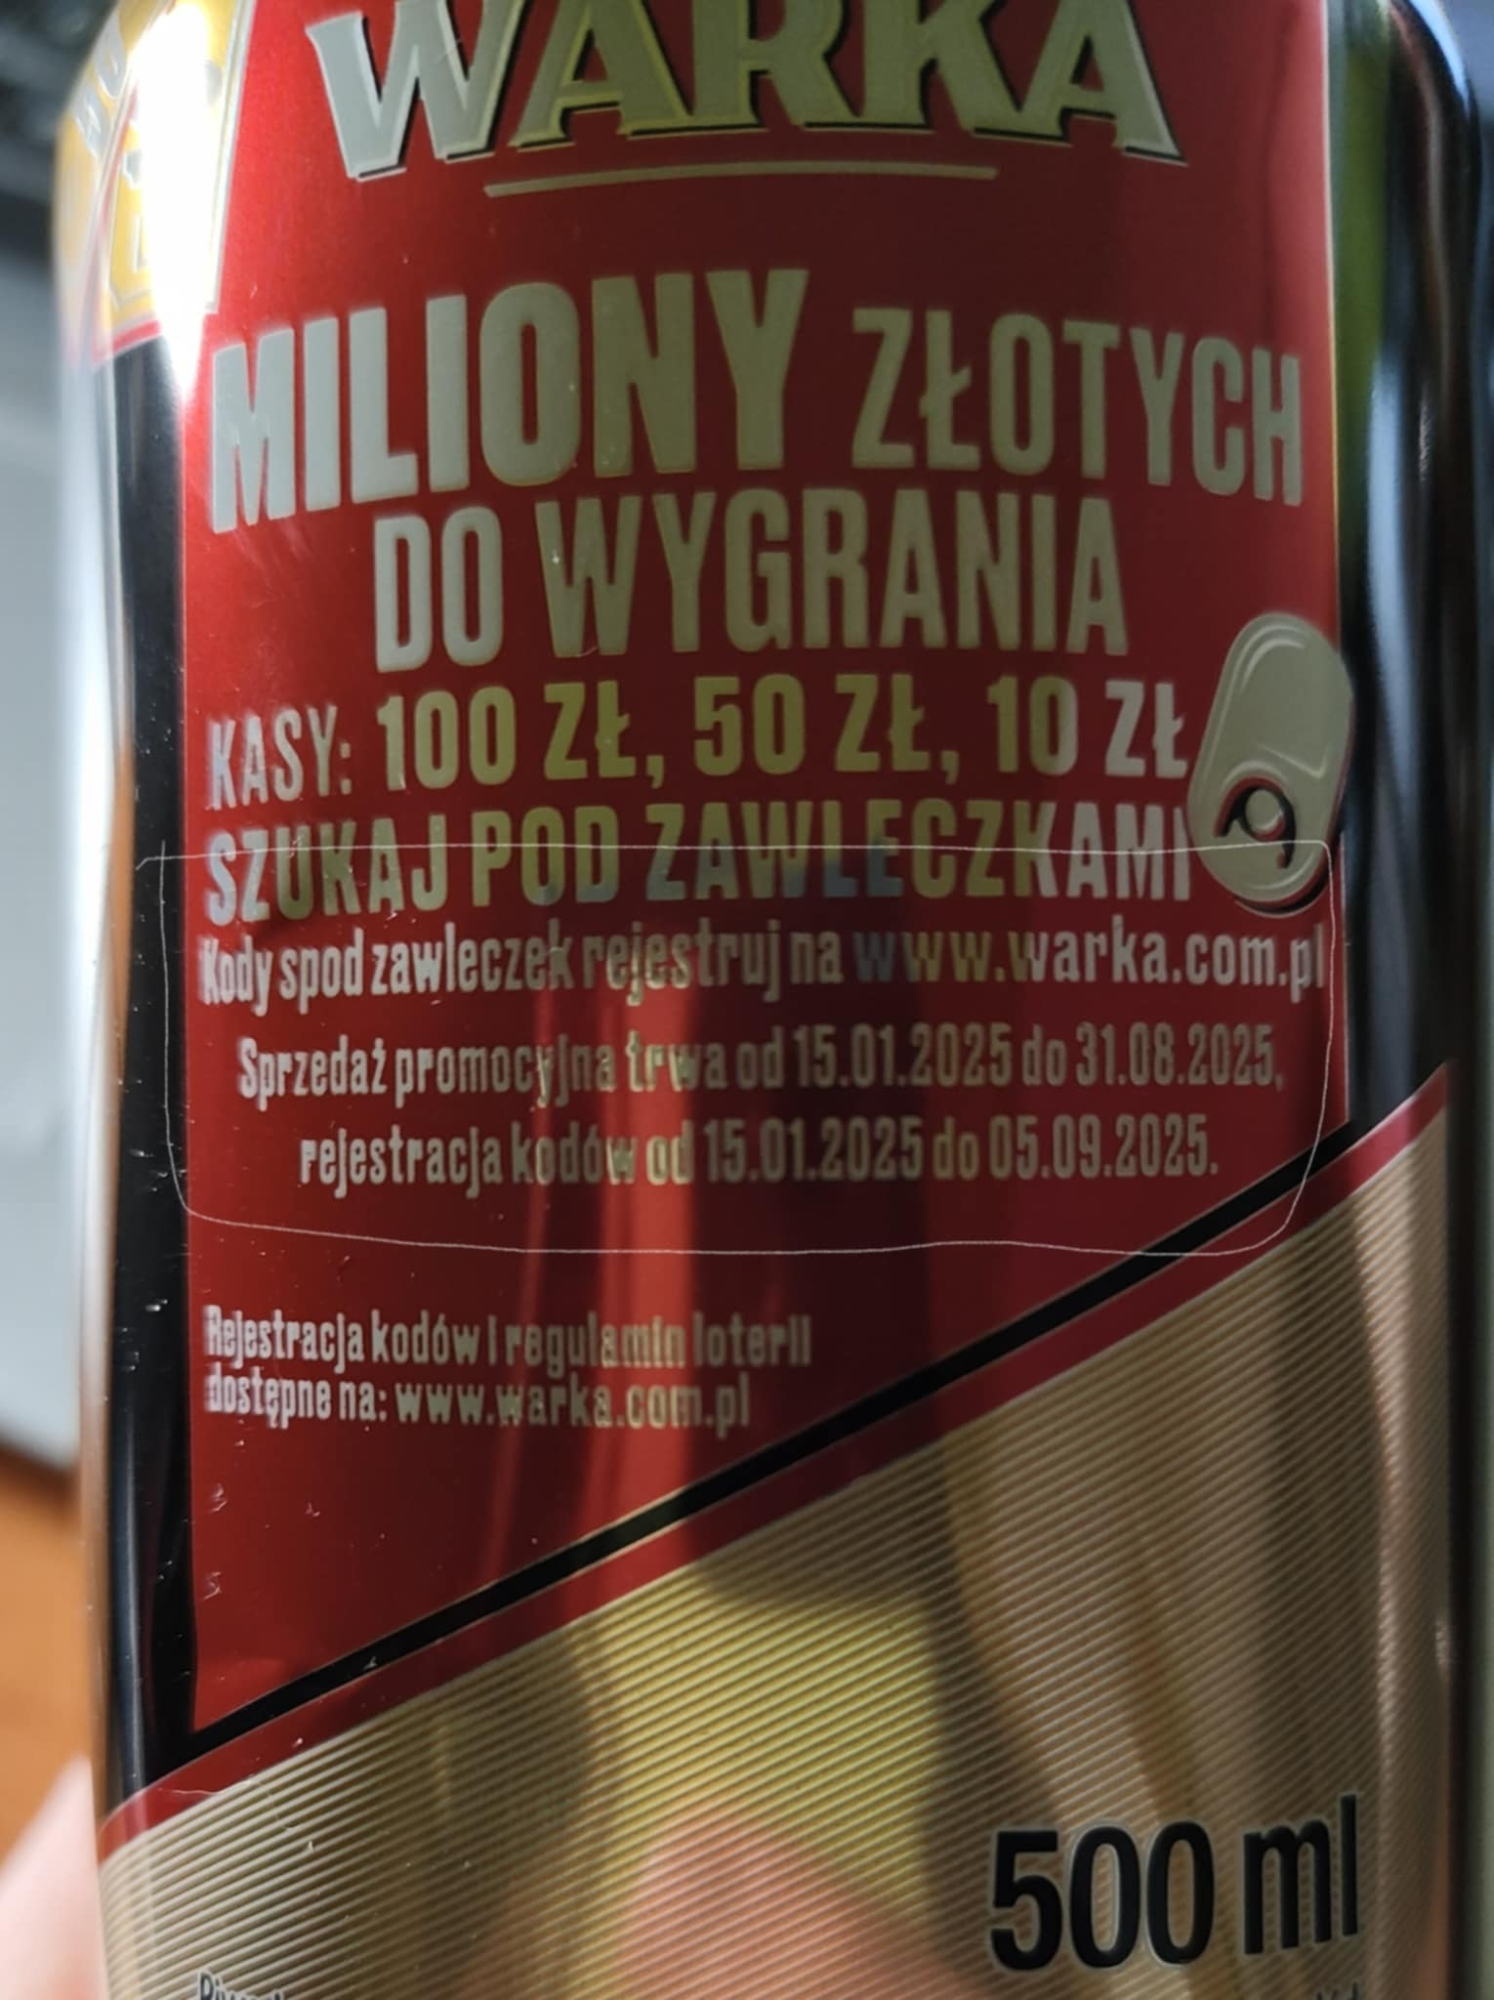 WARKA
MILIONY ZŁOTYCH
DO WYGRANIA
KASY: 100 ZŁ, 50 ZŁ, 10 ZŁ
SZUKAJ POD ZAWLECZKAMI
Kody spod zawleczek rejestruj na www.warka.com.pl
Sprzedaż promocyjna trwa od 15.01.2025 do 31.08.2025,
rejestracja kodów od 15.01.2025 do 05.09.2025.
Rejestracja kodów i regulamin loterii
dostępne na: www.warka.com.pl
500 ml